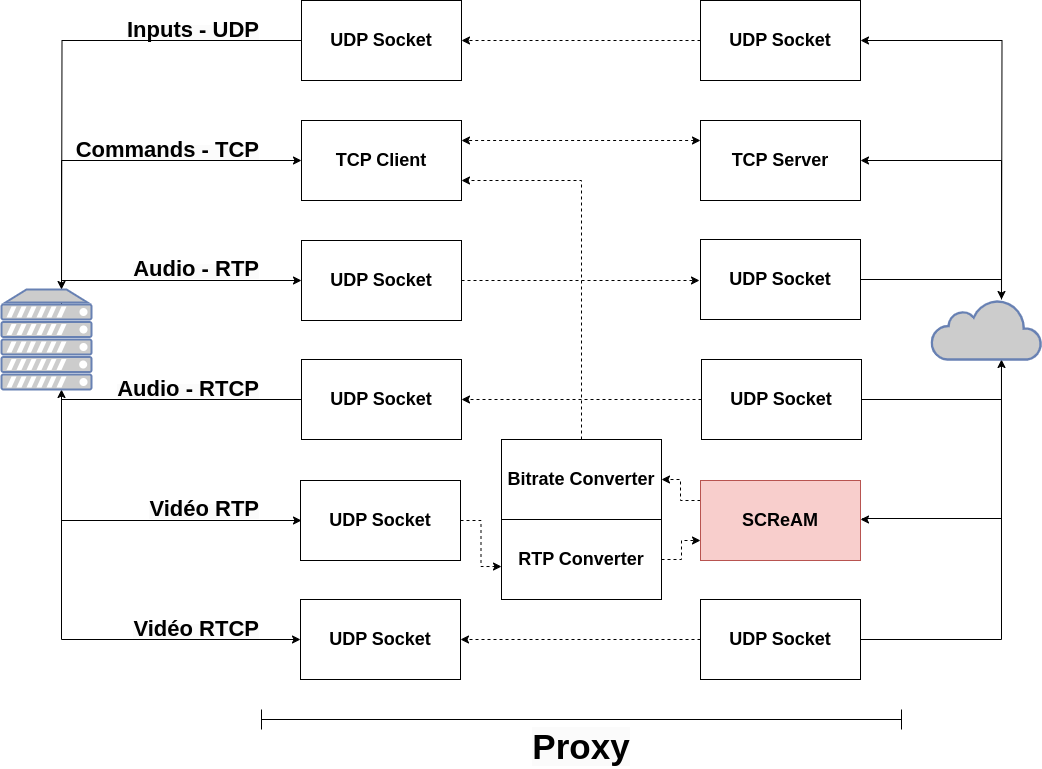 Inputs - UDP
UDP Socket
UDP Socket
Commands - TCP
TCP Client
TCP Server
Audio - RTP
UDP Socket
UDP Socket
Audio - RTCP
UDP Socket
UDP Socket
Bitrate Converter
Vidéo RTP
UDP Socket
SCReAM
RTP Converter
Vidéo RTCP
UDP Socket
UDP Socket
Proxy